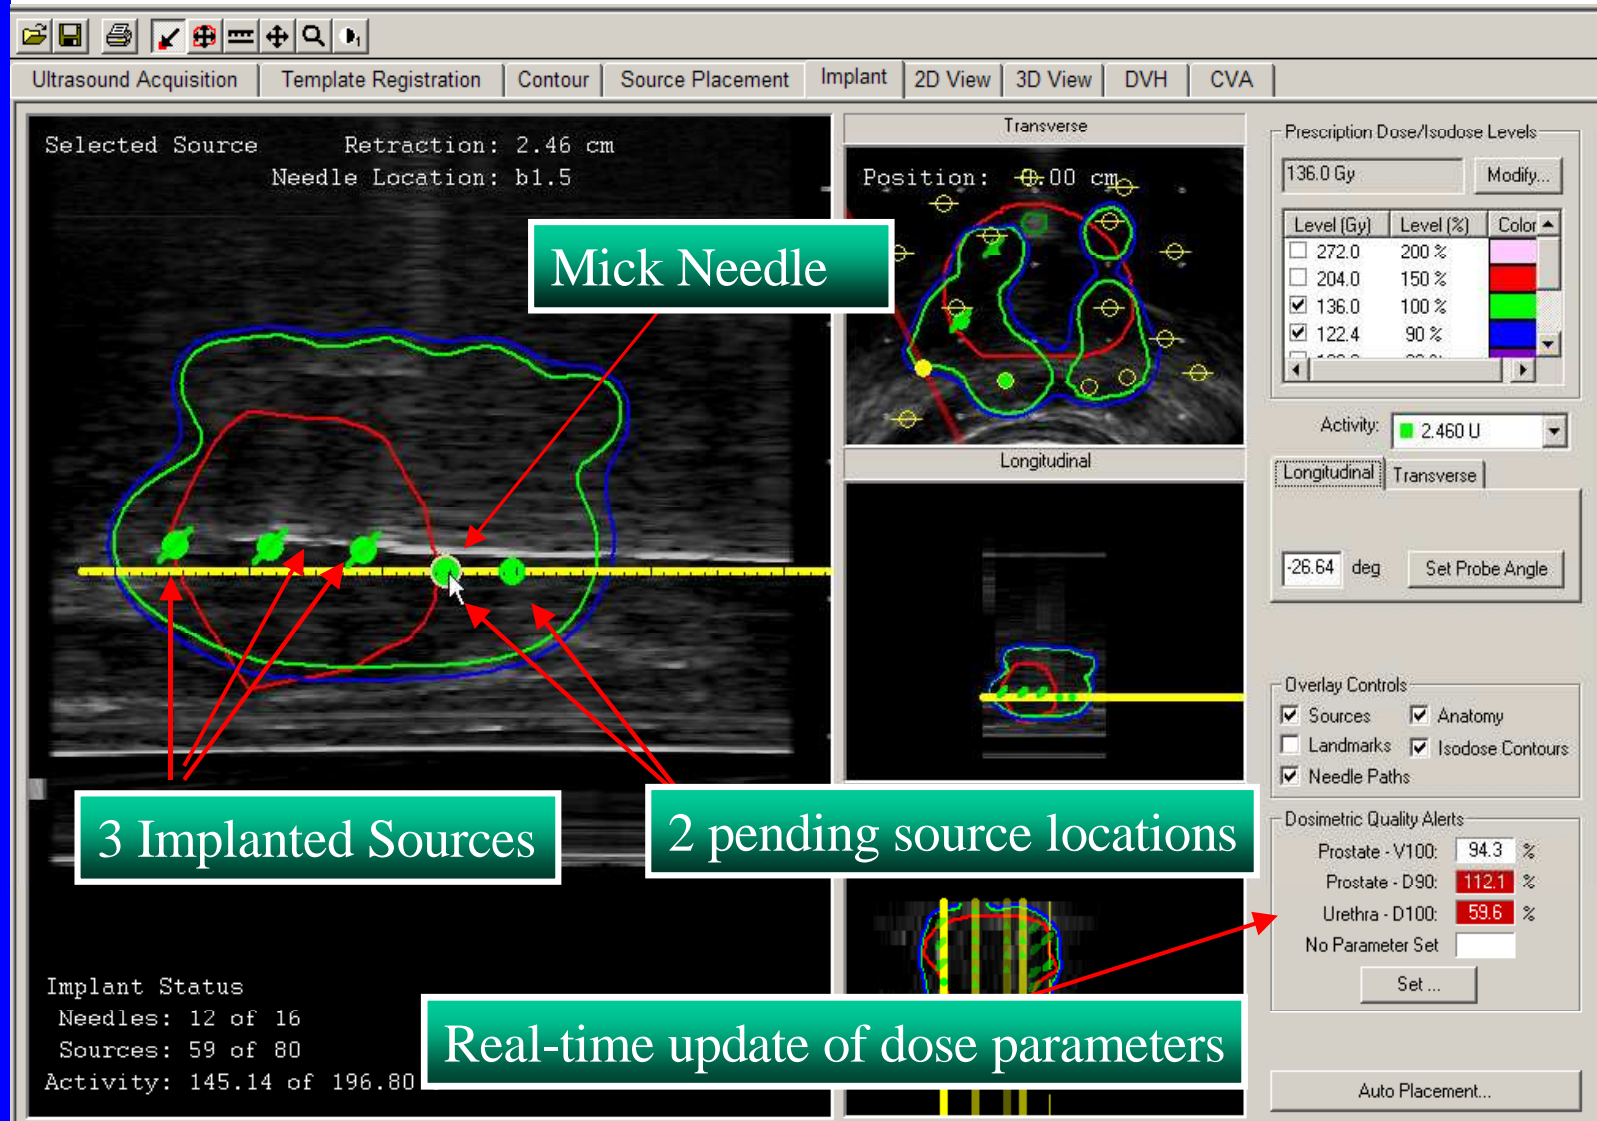 Ultrasound Acquisition Template Registration Contour Source Placement Implant 2D View 3D View DVH CVA
Selected Source Retraction: 2.46 cm
Needle Location: b1.5
Mick Needle
3 Implanted Sources
Implant Status
Needles: 12 of 16
Sources: 59 of 80
Activity: 145.14 of 196.80
Transverse
Position: 0.00 cm
Longitudinal
2 pending source locations
Real-time update of dose parameters
Prescription Dose/Isodose Levels
136.0 Gy Modify...
Level (Gy) Level (%) Color
272.0 200 %
204.0 150 %
136.0 100 %
122.4 90 %
Activity: 2.460 U
Longitudinal Transverse
-26.64 deg Set Probe Angle
Overlay Controls
Sources Anatomy
Landmarks Isodose Contours
Needle Paths
Dosimetric Quality Alerts
Prostate - V100: 94.3 %
Prostate - D90: 112.1 %
Urethra - D100: 59.6 %
No Parameter Set
Set ...
Auto Placement...